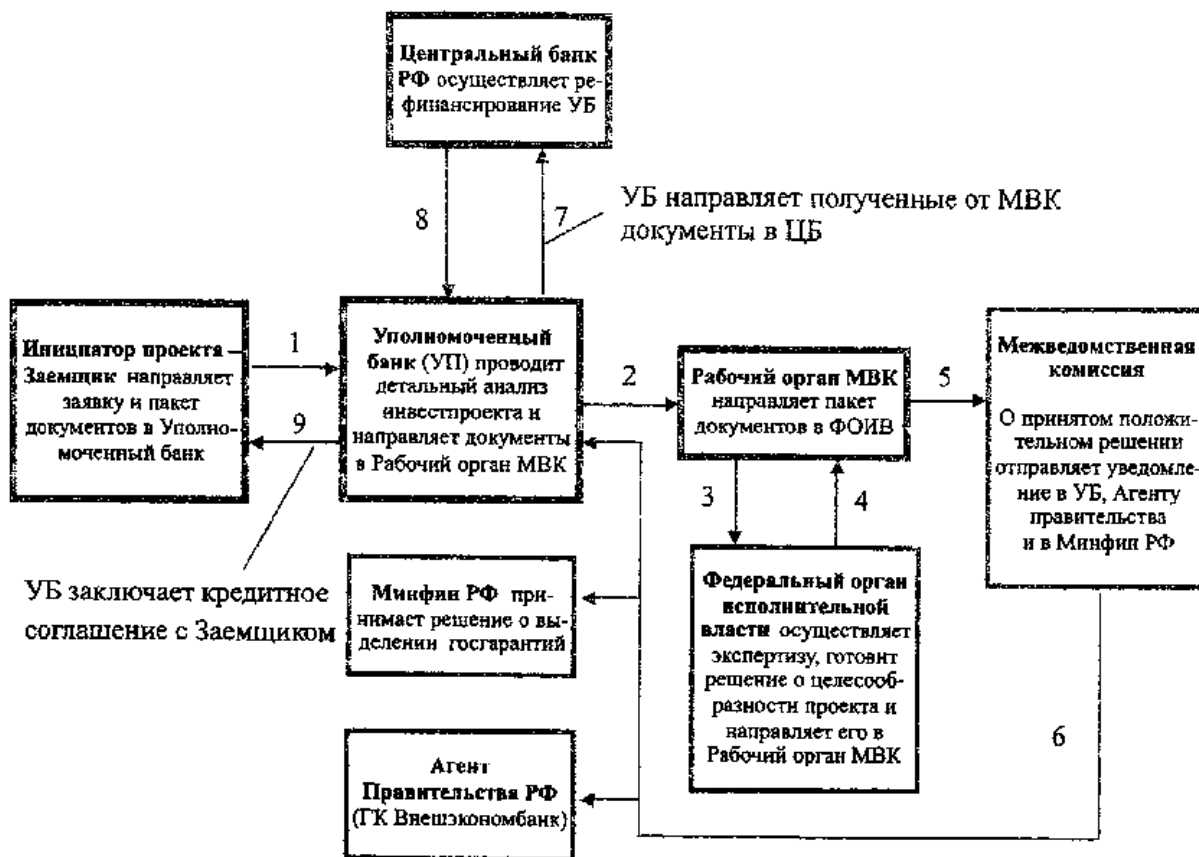 Центральный банк
РФ осуществляет ре-
финансирование УБ
8
7
УБ направляет полученные от МВК
документы в ЦБ
Инициатор проекта –
Заемщик направляет
заявку и пакет
документов в Уполно-
моченный банк
1
9
Уполномоченный
банк (УП) проводит
детальный анализ
инвестпроекта и
направляет документы
в Рабочий орган МВК
2
Рабочий орган МВК
направляет пакет
документов в ФОИВ
5
Межведомственная
комиссия
О принятом положи-
тельном решении
отправляет уведомле-
ние в УБ, Агенту
правительства
и в Минфин РФ
3
4
УБ заключает кредитное
соглашение с Заемщиком
Минфин РФ при-
нимает решение о вы-
делении госгарантий
Федеральный орган
исполнительной
власти осуществляет
экспертизу, готовит
решение о целесооб-
разности проекта и
направляет его в
Рабочий орган МВК
6
Агент
Правительства РФ
(ГК Внешэкономбанк)